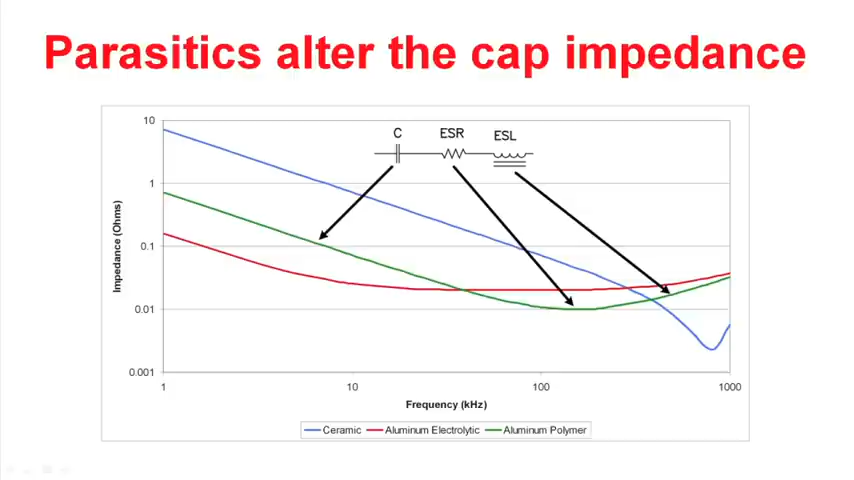 Parasitics alter the cap impedance
C ESR ESL
10
1
0.1
0.01
0.001
Impedance (Ohms)
1 10 100 1000
Frequency (kHz)
Ceramic Aluminum Electrolytic Aluminum Polymer